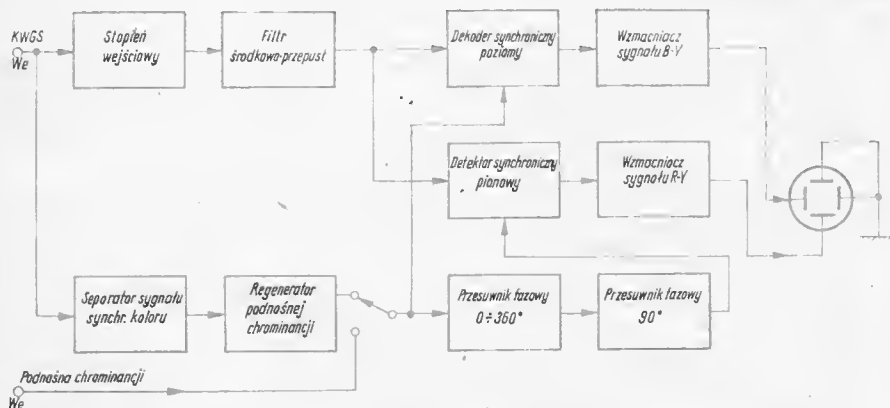 KWGS
We
Stopień
wejściowy
Filtr
środkowo-przepust
Dekoder synchroniczny
poziomy
Wzmacniacz
sygnału B-Y
Detektor synchroniczny
pionowy
Wzmacniacz
sygnału R-Y
Separator sygnału
synchr. koloru
Regenerator
podnośnej
chrominancji
Przesuwnik fazowy
0÷360°
Przesuwnik fazowy
90°
Podnośna chrominancji
We